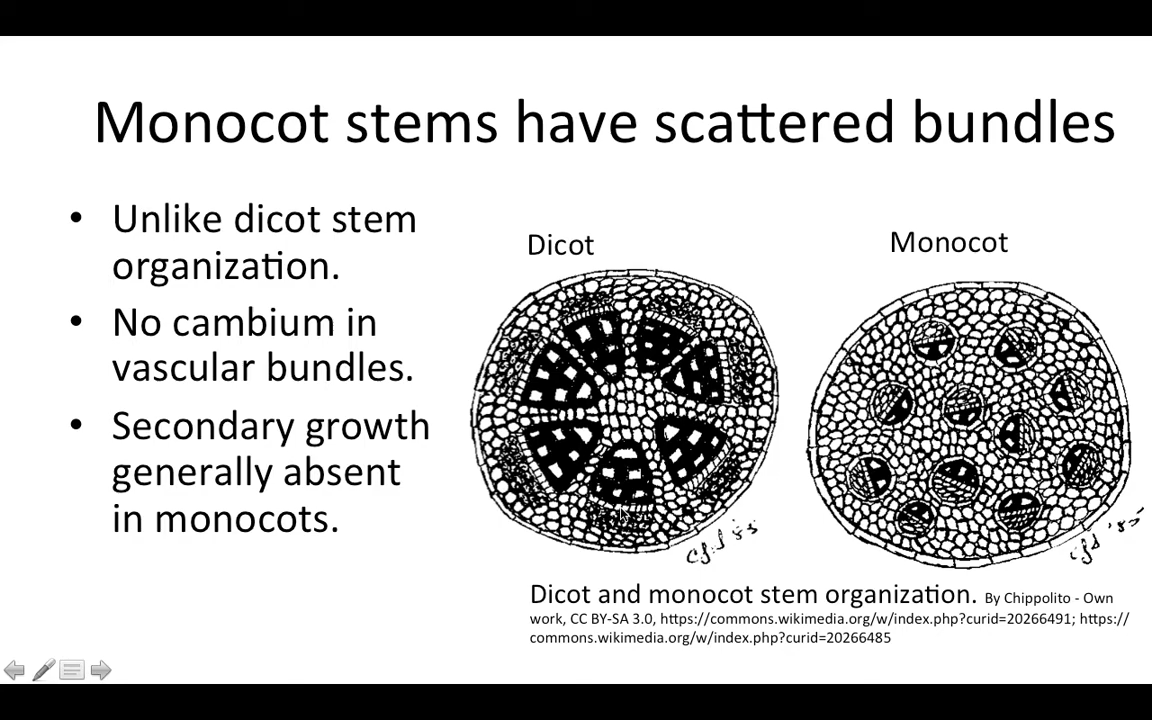 Monocot stems have scattered bundles
• Unlike dicot stem
organization.
• No cambium in
vascular bundles.
• Secondary growth
generally absent
in monocots.
Dicot
Monocot
Dicot and monocot stem organization. By Chippolito - Own
work, CC BY-SA 3.0, https://commons.wikimedia.org/w/index.php?curid=20266491; https://
commons.wikimedia.org/w/index.php?curid=20266485